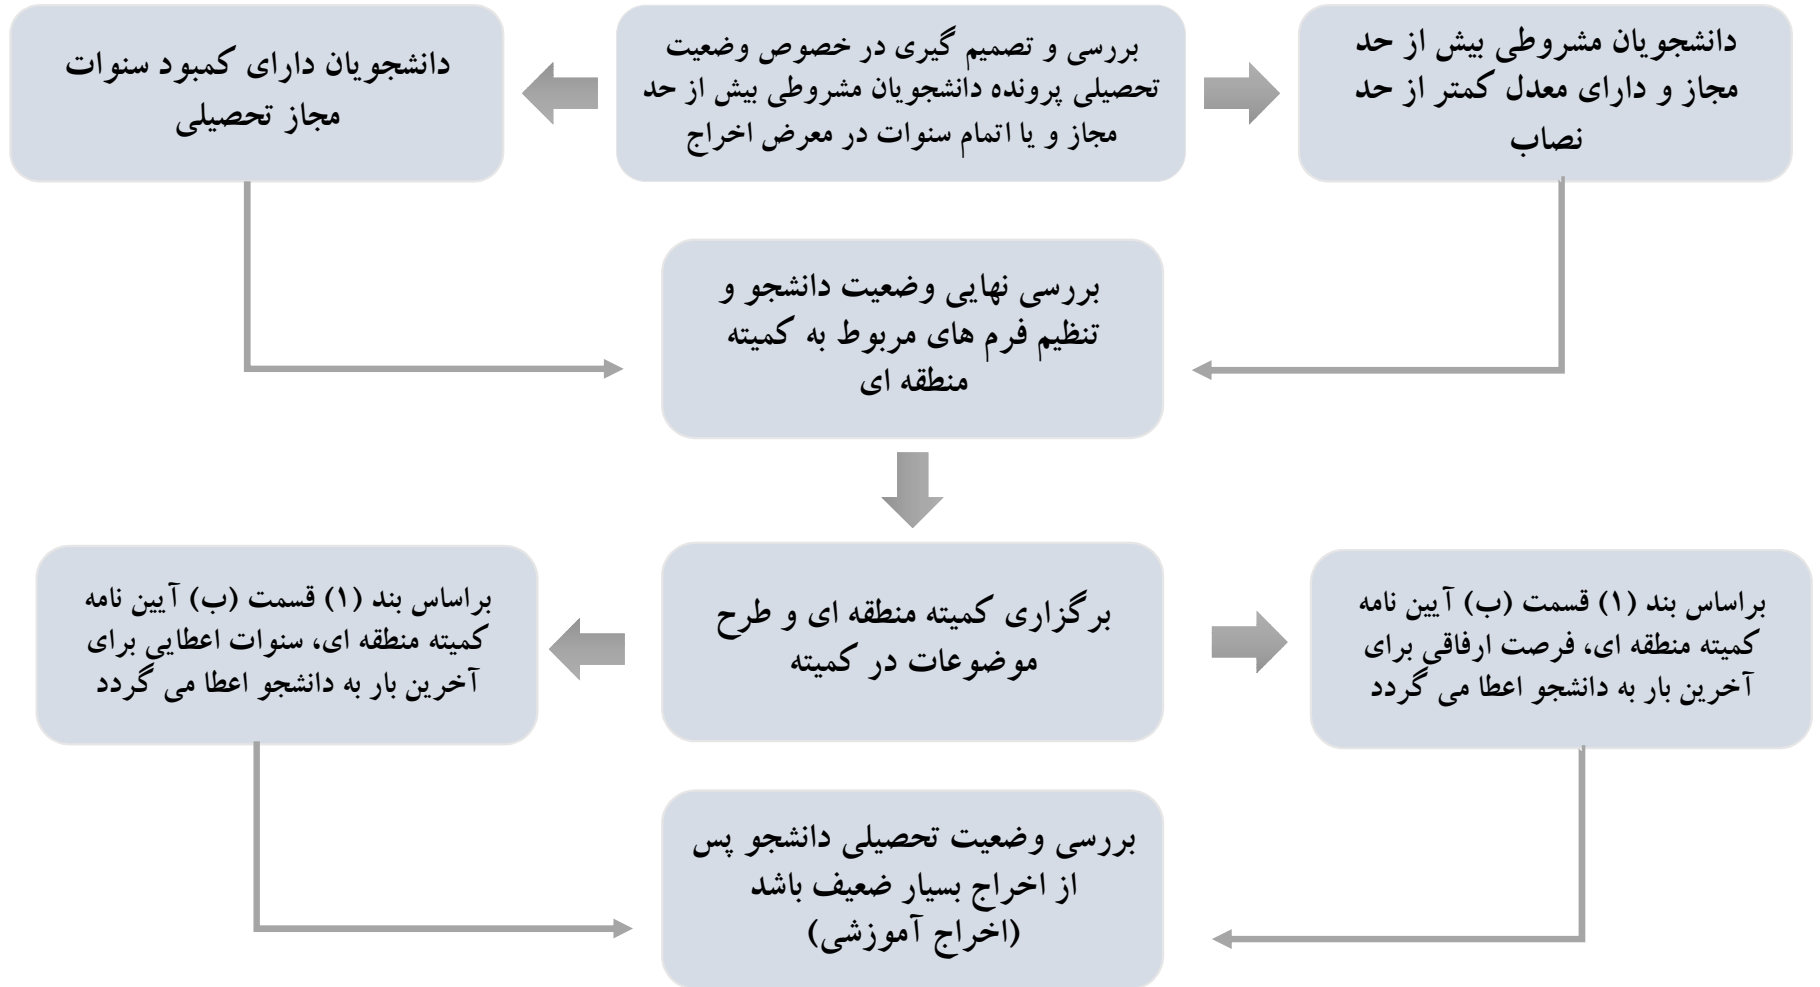 دانشجویان مشروطی بیش از حد
مجاز و دارای معدل کمتر از حد
نصاب
بررسی و تصمیم گیری در خصوص وضعیت
تحصیلی پرونده دانشجویان مشروطی بیش از حد
مجاز و یا اتمام سنوات در معرض اخراج
دانشجویان دارای کمبود سنوات
مجاز تحصیلی
بررسی نهایی وضعیت دانشجو و
تنظیم فرم های مربوط به کمیته
منطقه ای
براساس بند (۱) قسمت (ب) آیین نامه
کمیته منطقه ای، فرصت ارفاقی برای
آخرین بار به دانشجو اعطا می گردد
برگزاری کمیته منطقه ای و طرح
موضوعات در کمیته
براساس بند (۱) قسمت (ب) آیین نامه
کمیته منطقه ای، سنوات اعطایی برای
آخرین بار به دانشجو اعطا می گردد
بررسی وضعیت تحصیلی دانشجو پس
از اخراج بسیار ضعیف باشد
(اخراج آموزشی)